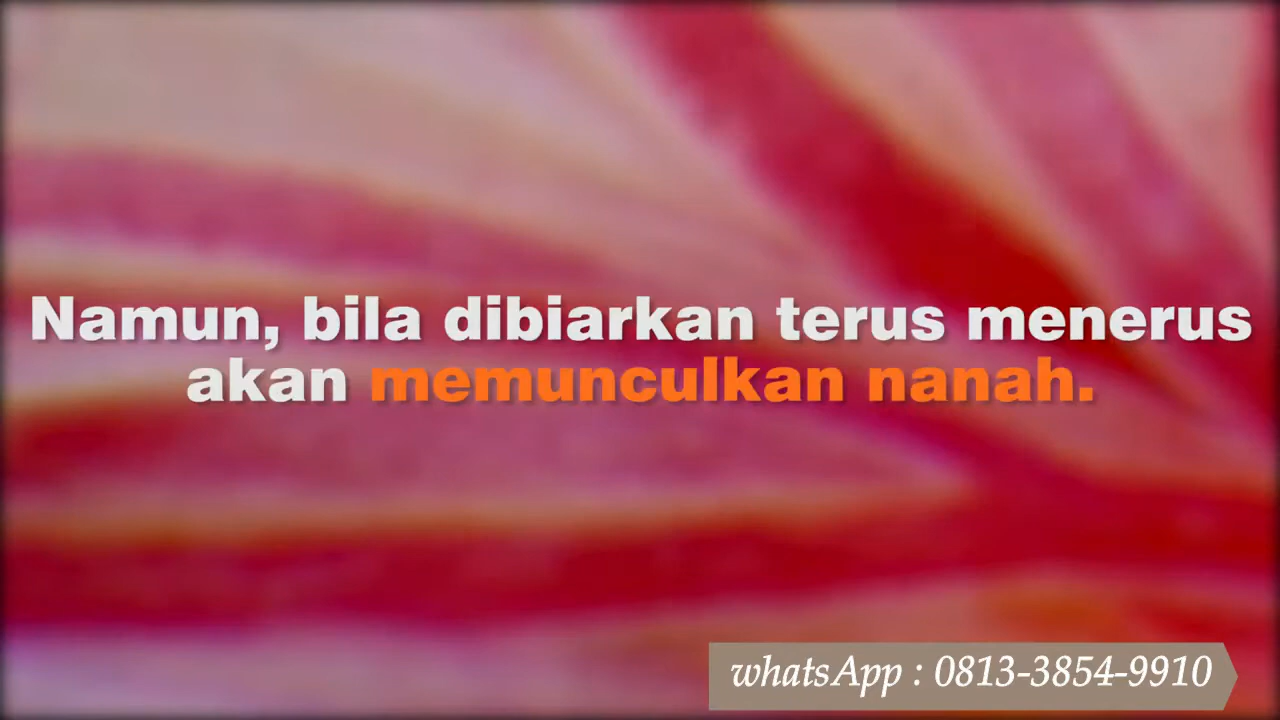 Namun, bila dibiarkan terus menerus
akan memunculkan nanah.
whatsApp : 0813-3854-9910